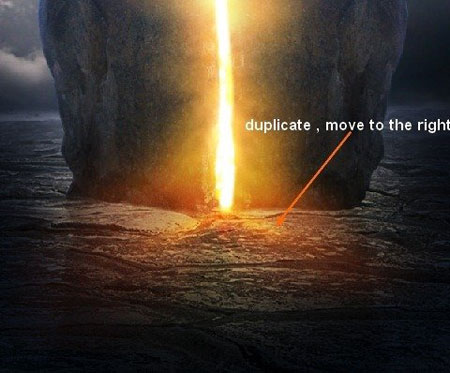 duplicate , move to the right